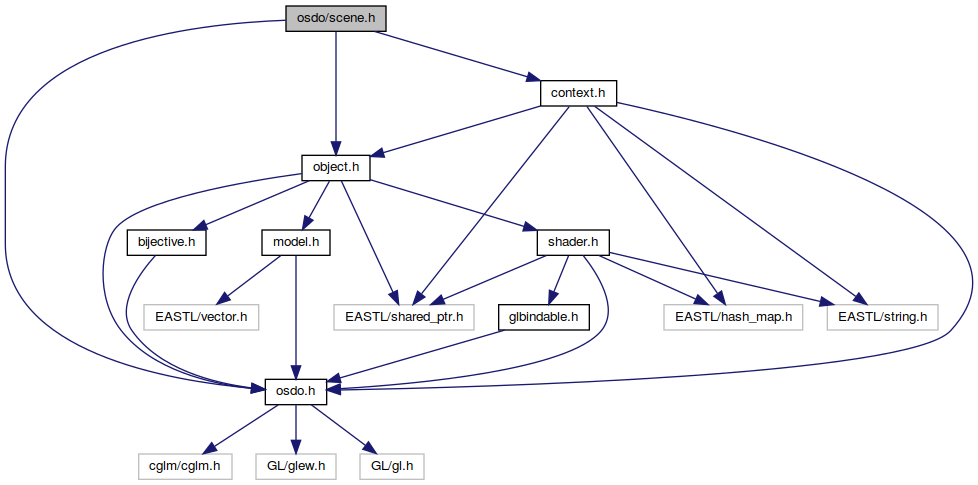 osdo/scene.h
context.h
object.h
bijective.h
model.h
shader.h
EASTL/vector.h
EASTL/shared_ptr.h
glbindable.h
EASTL/hash_map.h
EASTL/string.h
osdo.h
cglm/cglm.h
GL/glew.h
GL/gl.h